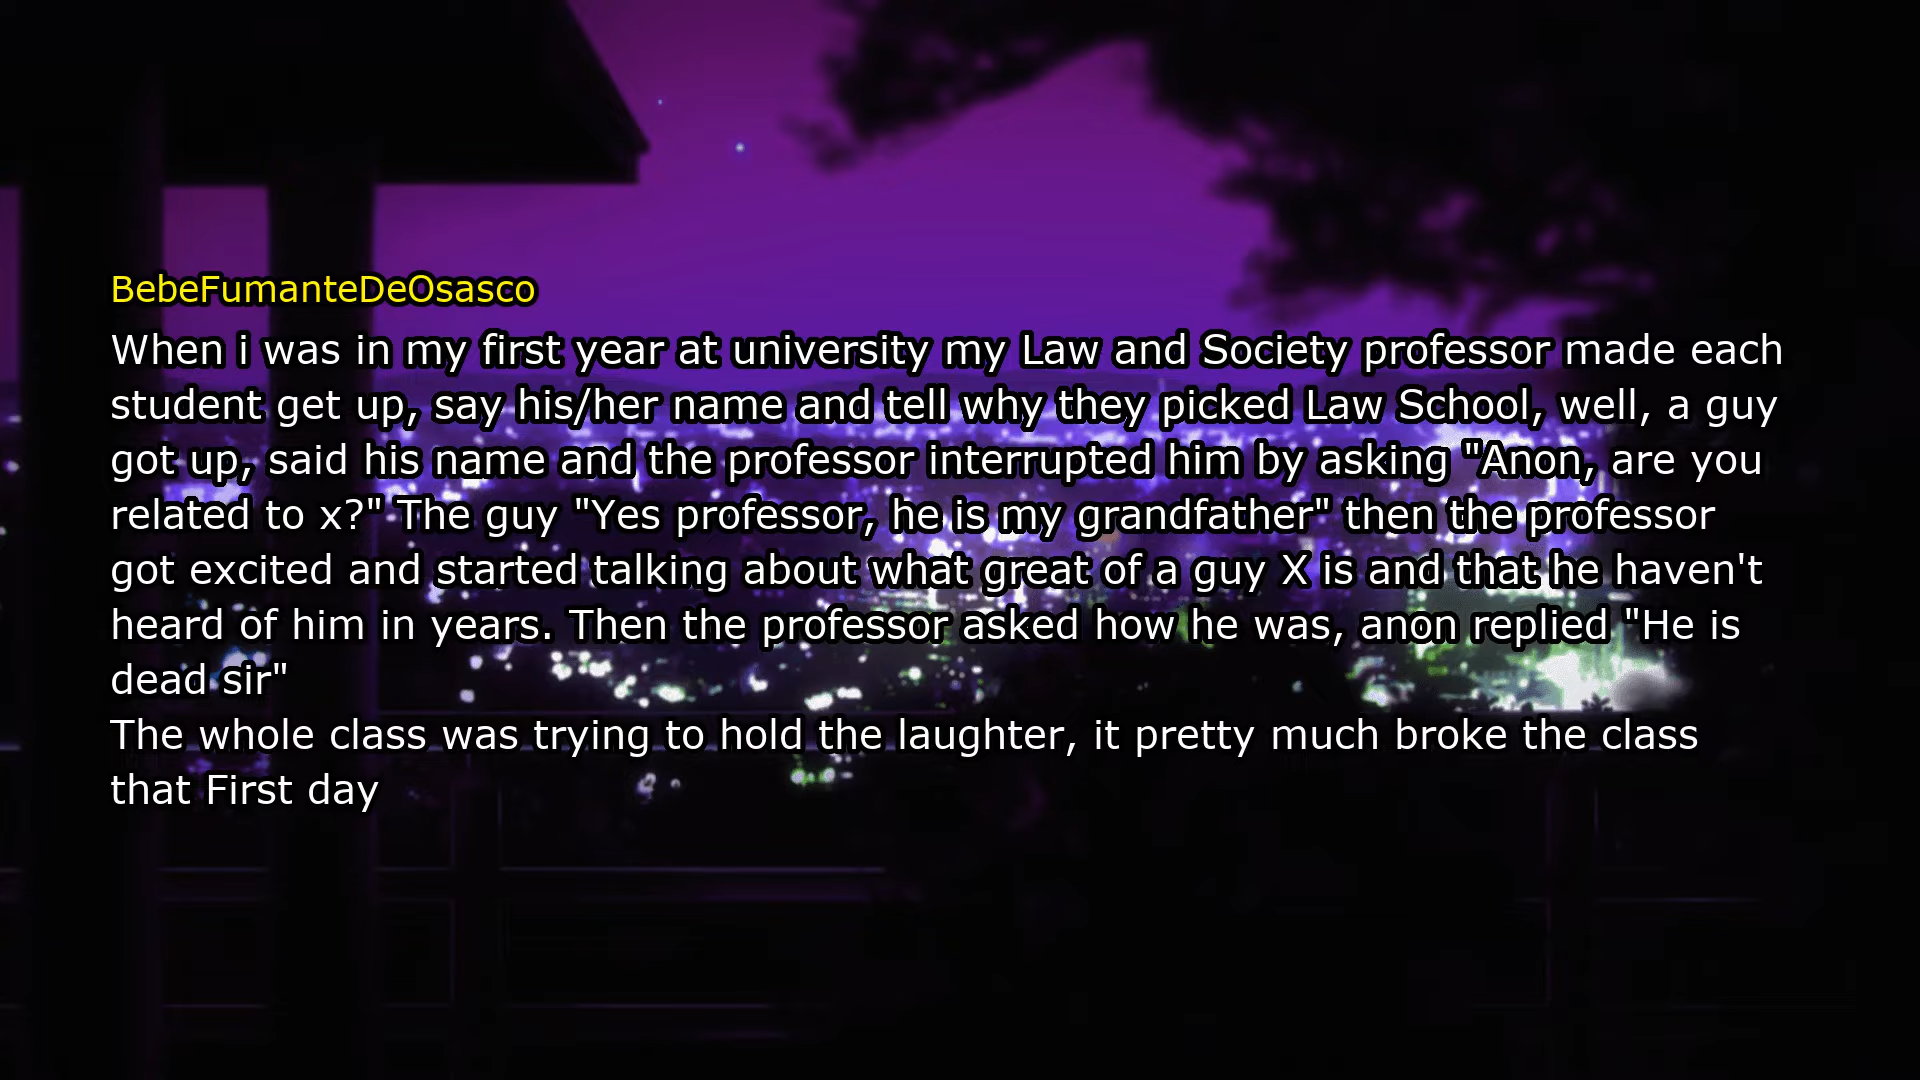 BebeFumanteDeOsasco
When i was in my first year at university my Law and Society professor made each
student get up, say his/her name and tell why they picked Law School, well, a guy
got up, said his name and the professor interrupted him by asking "Anon, are you
related to x?" The guy "Yes professor, he is my grandfather" then the professor
got excited and started talking about what great of a guy X is and that he haven't
heard of him in years. Then the professor asked how he was, anon replied "He is
dead sir"
The whole class was trying to hold the laughter, it pretty much broke the class
that First day